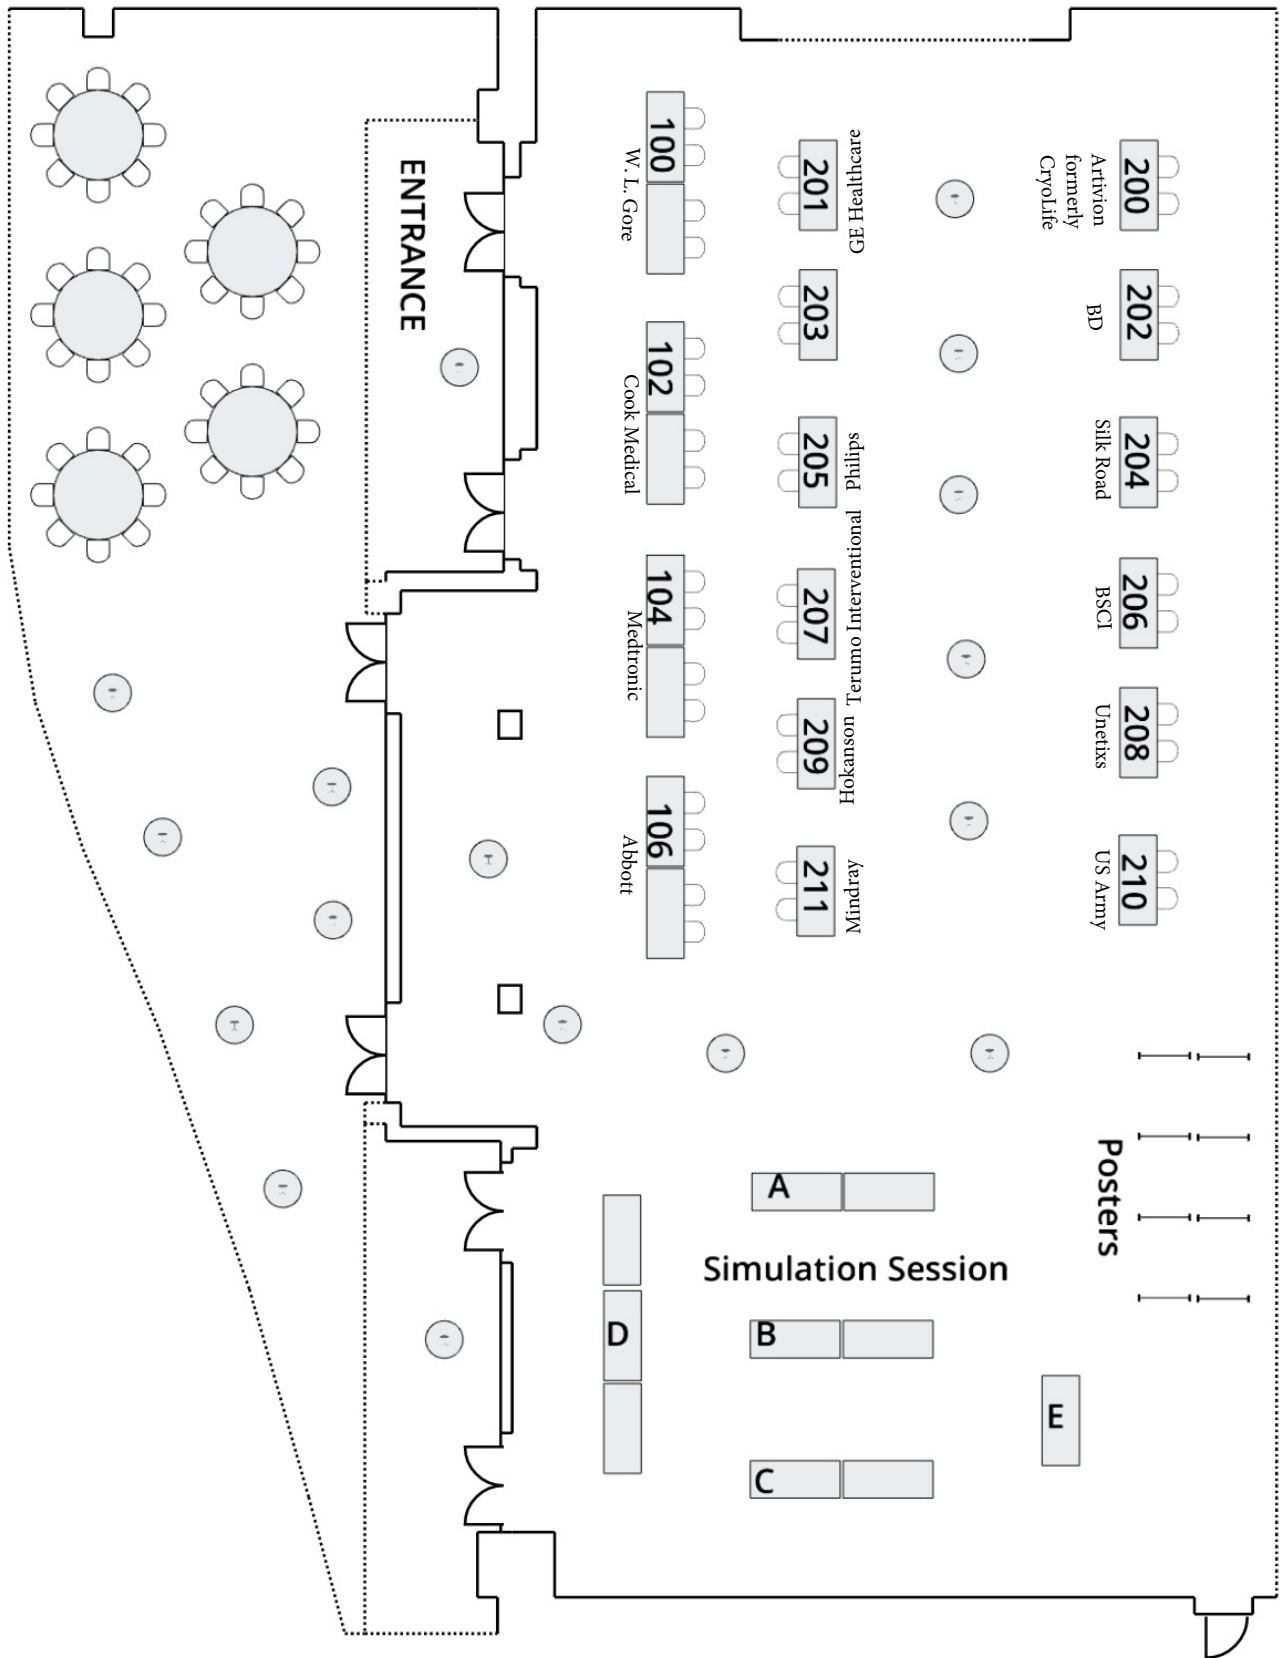 ENTRANCE
100
W. L. Gore
102
Cook Medical
104
Medtronic
106
Abbott
201
GE Healthcare
203
205
Philips
207
Terumo Interventional
209
Hokanson
211
Mindray
200
Artivion
formerly
CryoLife
202
BD
204
Silk Road
206
BSCI
208
Unetixs
210
US Army
Posters
A
Simulation Session
B
C
D
E